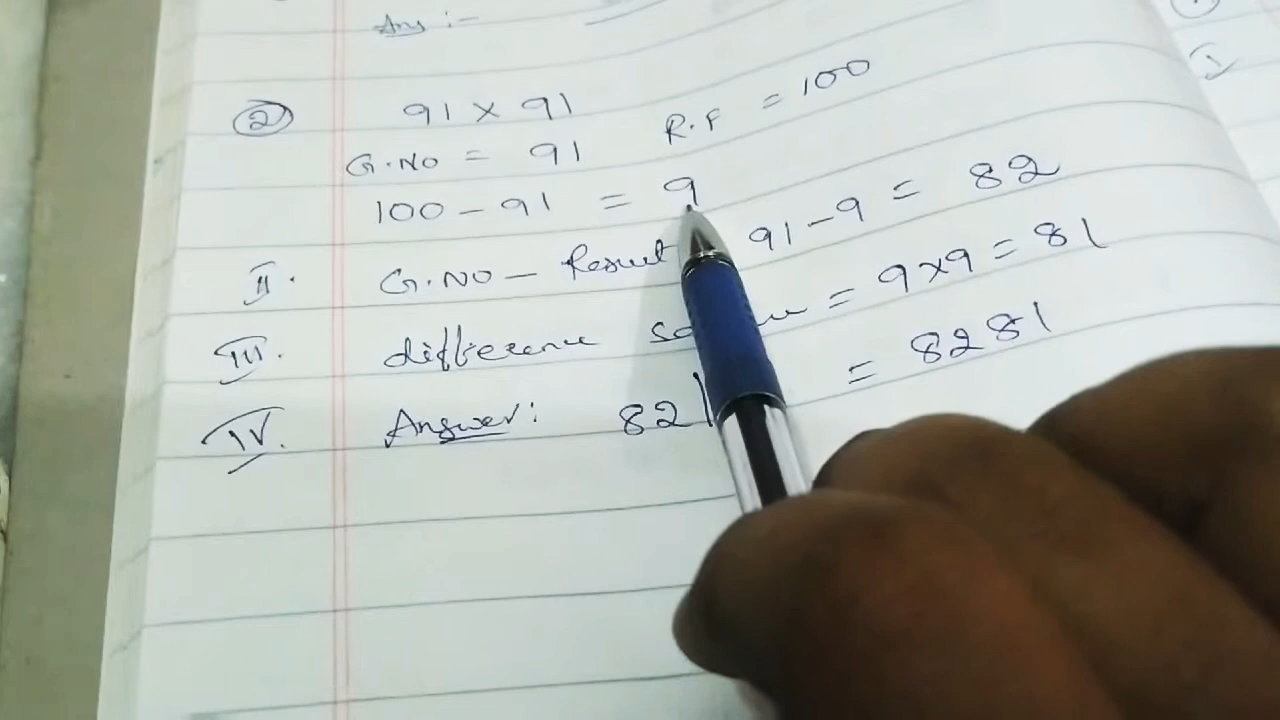 Ans :-
② 91 × 91
G.No = 91 R.F = 100
100 - 91 = 9
II. G.No - Result 91 - 9 = 82
III. difference = 9×9 = 81
IV. Answer: 82 = 8281